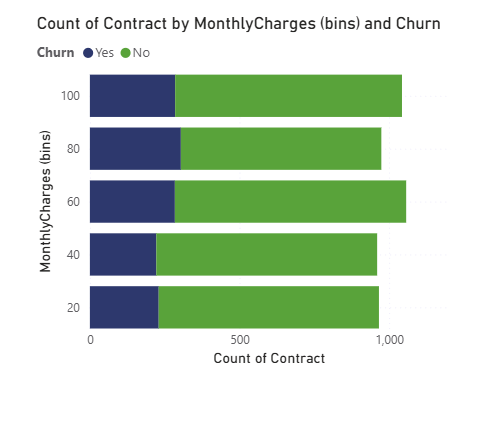 Count of Contract by MonthlyCharges (bins) and Churn
Churn Yes No
MonthlyCharges (bins)
100
80
60
40
20
0 500 1,000
Count of Contract